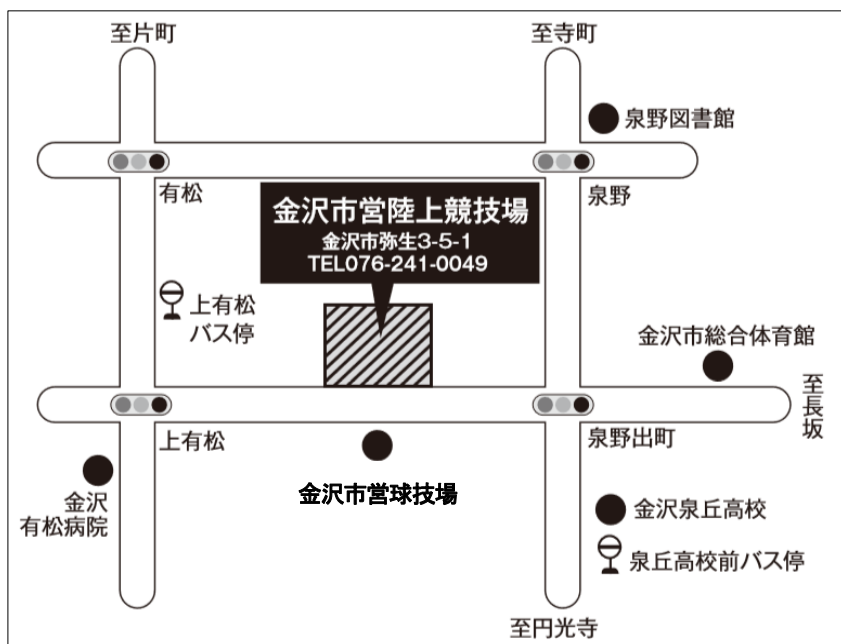 至片町
至寺町
泉野図書館
有松
泉野
金沢市営陸上競技場
金沢市弥生3-5-1
TEL076-241-0049
上有松
バス停
金沢市総合体育館
至長坂
上有松
泉野出町
金沢
有松病院
金沢市営球技場
金沢泉丘高校
泉丘高校前バス停
至円光寺